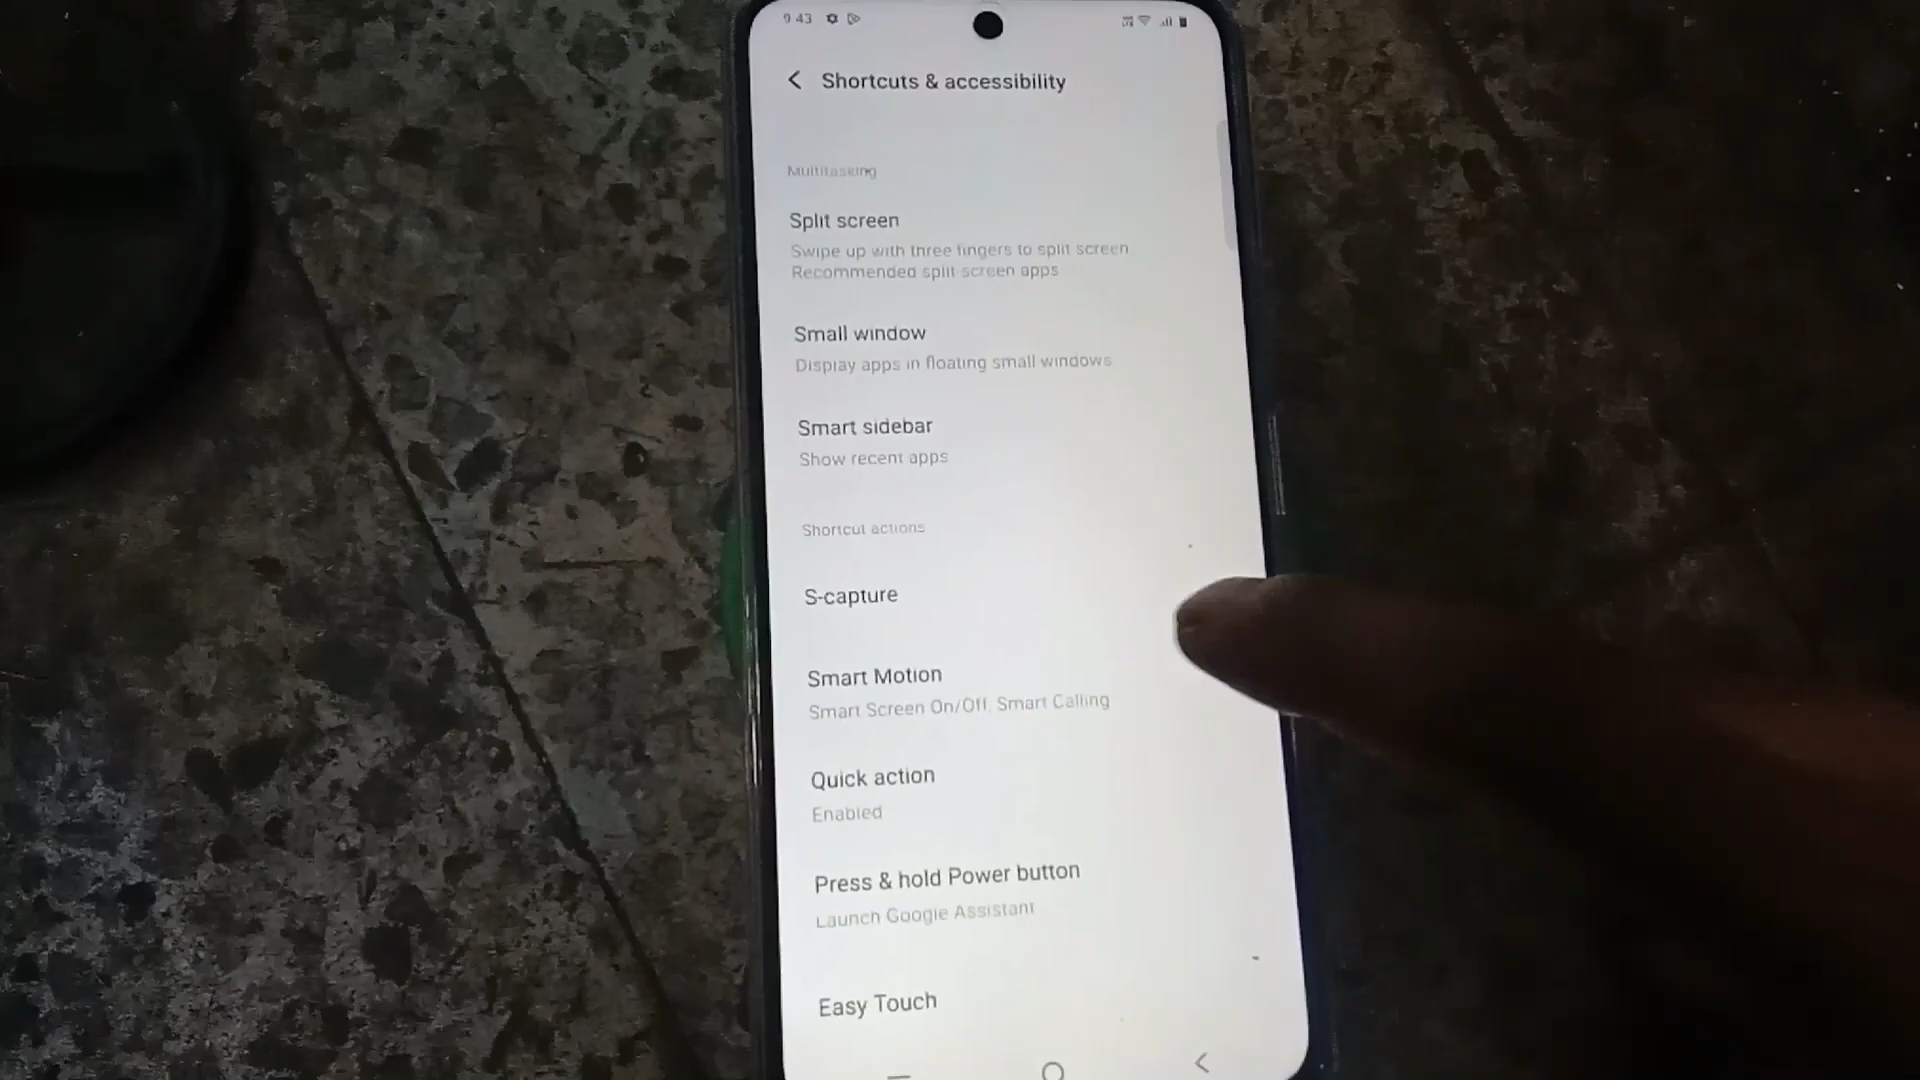 9:43
Shortcuts & accessibility
Multitasking
Split screen
Swipe up with three fingers to split screen
Recommended split screen apps
Small window
Display apps in floating small windows
Smart sidebar
Show recent apps
Shortcut actions
S-capture
Smart Motion
Smart Screen On/Off, Smart Calling
Quick action
Enabled
Press & hold Power button
Launch Google Assistant
Easy Touch